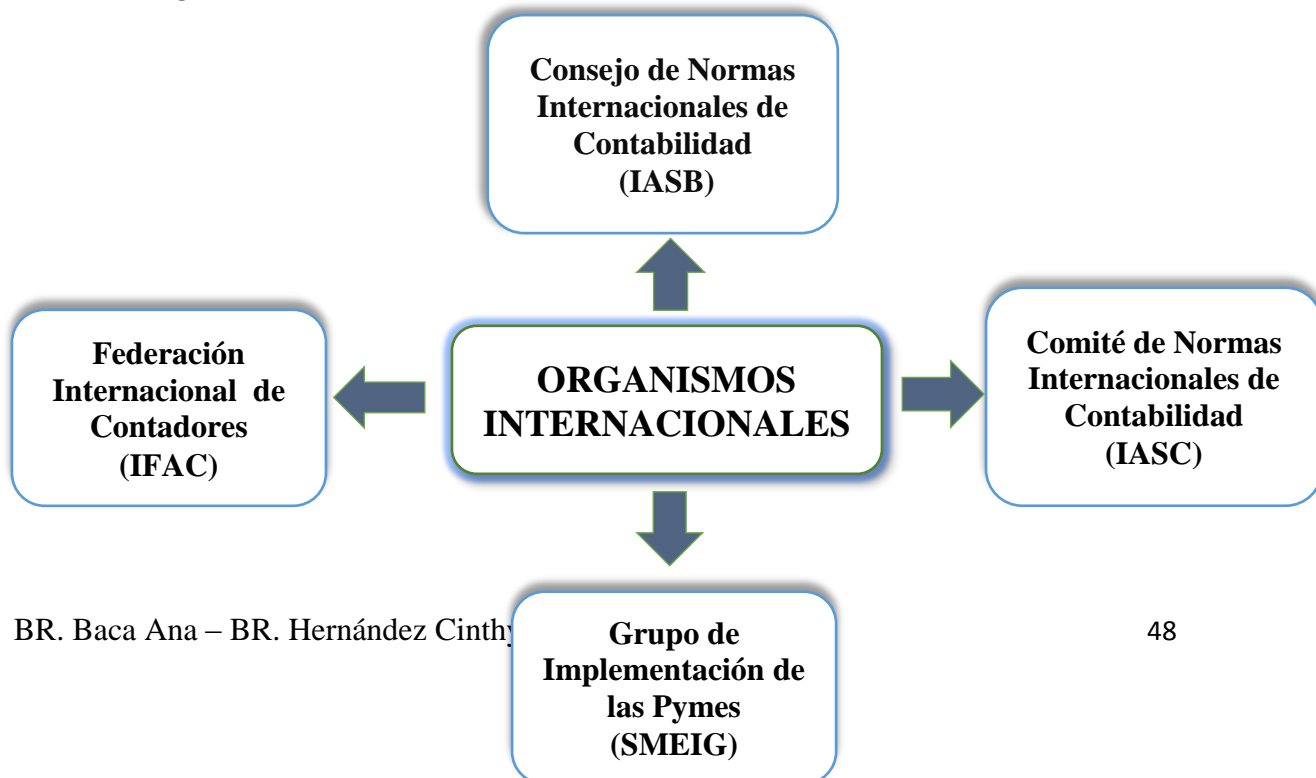 Consejo de Normas
Internacionales de
Contabilidad
(IASB)
Federación
Internacional de
Contadores
(IFAC)
ORGANISMOS
INTERNACIONALES
Comité de Normas
Internacionales de
Contabilidad
(IASC)
BR. Baca Ana – BR. Hernández
48
Grupo de
Implementación de
las Pymes
(SMEIG)